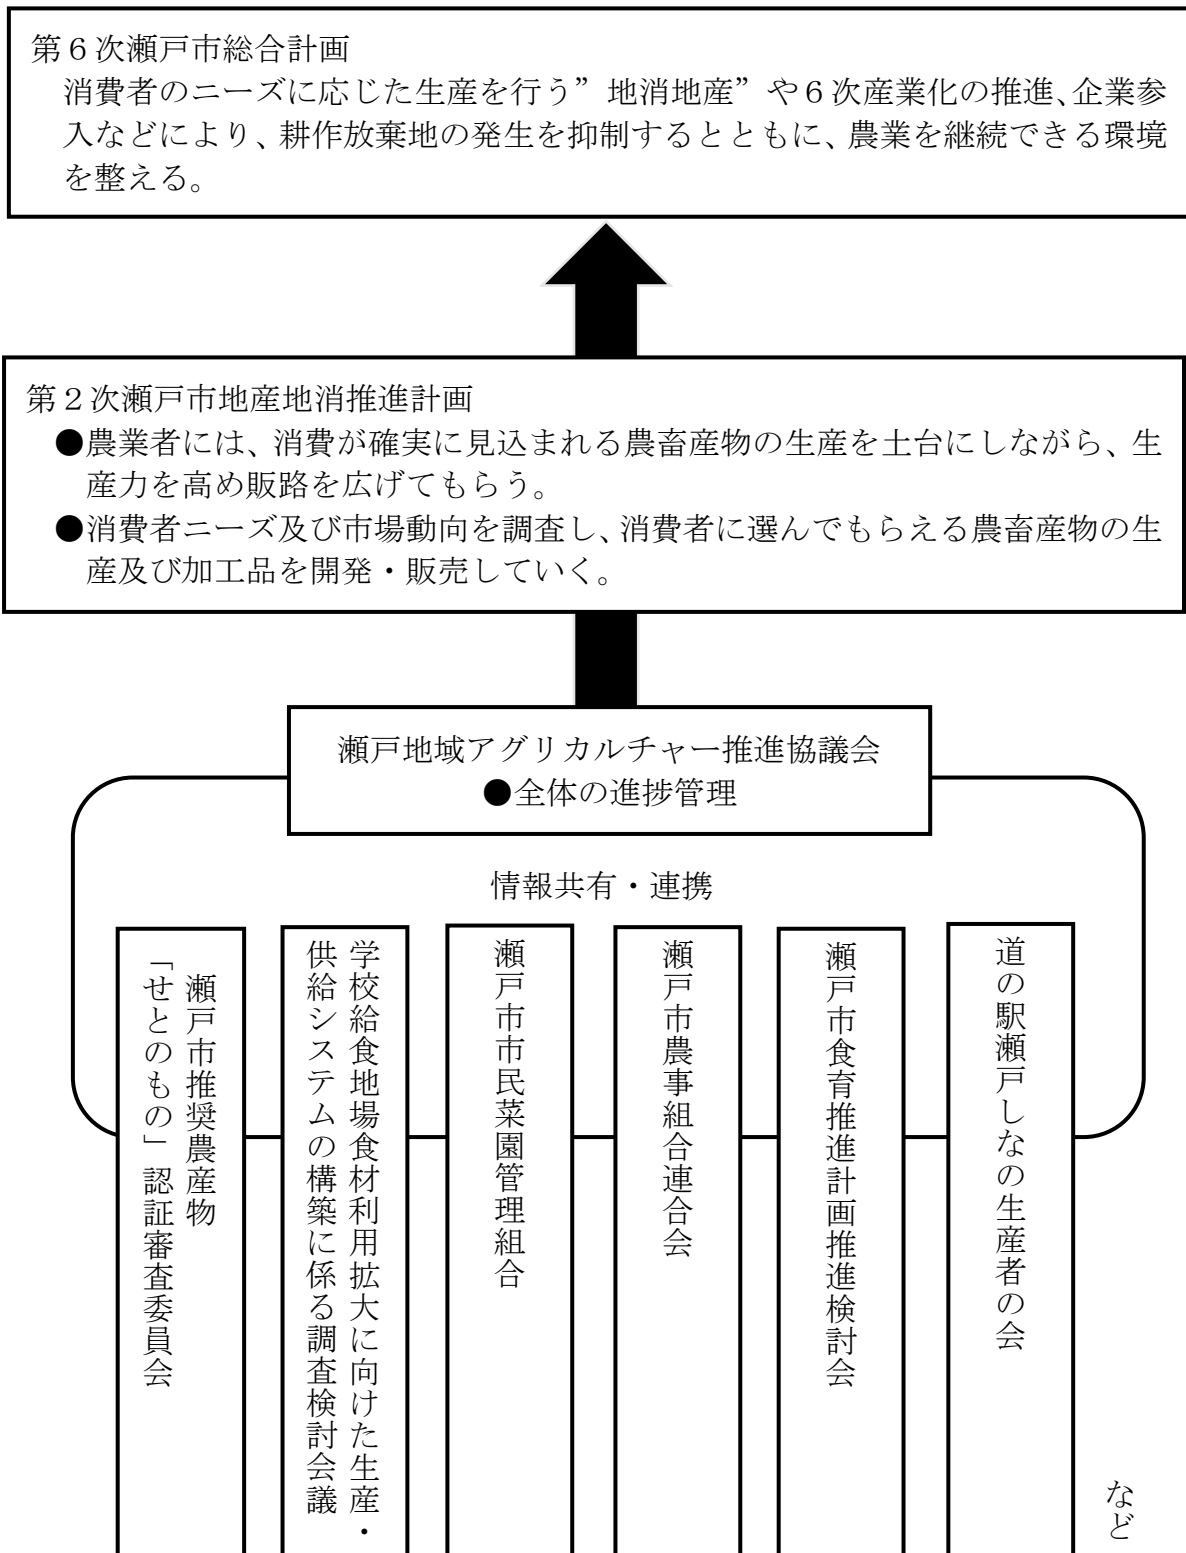 第６次瀬戸市総合計画
消費者のニーズに応じた生産を行う”地消地産”や６次産業化の推進、企業参
入などにより、耕作放棄地の発生を抑制するとともに、農業を継続できる環境
を整える。
第２次瀬戸市地産地消推進計画
●農業者には、消費が確実に見込まれる農畜産物の生産を土台にしながら、生
産力を高め販路を広げてもらう。
●消費者ニーズ及び市場動向を調査し、消費者に選んでもらえる農畜産物の生
産及び加工品を開発・販売していく。
瀬戸地域アグリカルチャー推進協議会
●全体の進捗管理
情報共有・連携
道の駅瀬戸しなの生産者の会
瀬戸市食育推進計画推進検討会
瀬戸市農事組合連合会
瀬戸市市民菜園管理組合
学校給食地場食材利用拡大に向けた生産・
供給システムの構築に係る調査検討会議
瀬戸市推奨農産物
「せとのもの」認証審査委員会
など